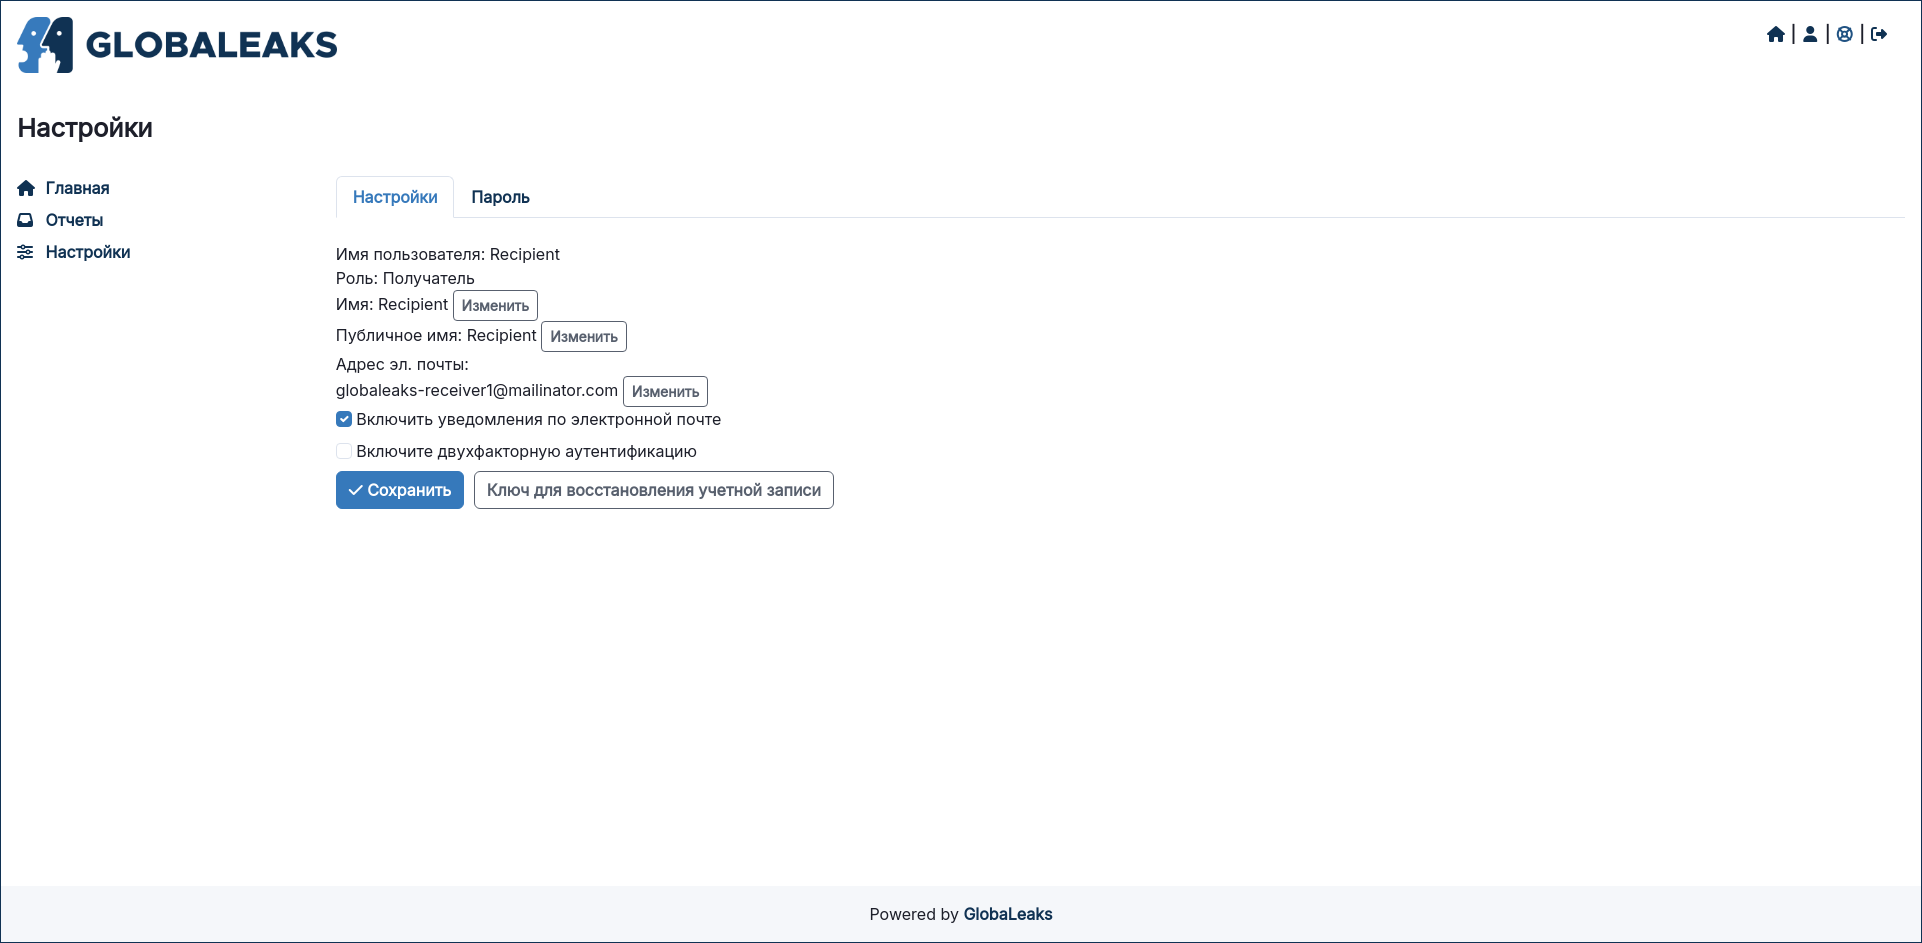 GLOBALEAKS
Настройки
Главная
Отчеты
Настройки
Настройки Пароль
Имя пользователя: Recipient
Роль: Получатель
Имя: Recipient Изменить
Публичное имя: Recipient Изменить
Адрес эл. почты:
globaleaks-receiver1@mailinator.com Изменить
Включить уведомления по электронной почте
Включите двухфакторную аутентификацию
Сохранить Ключ для восстановления учетной записи
Powered by GlobaLeaks